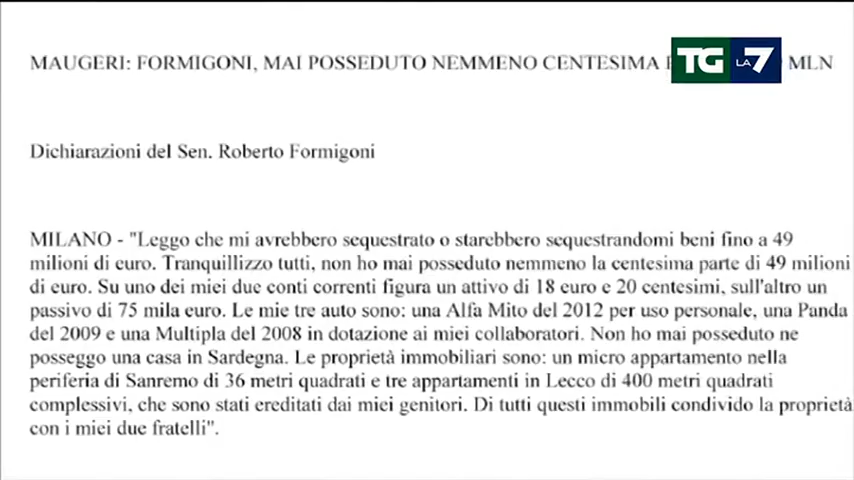 MAUGERI: FORMIGONI, MAI POSSEDUTO NEMMENO CENTESIMA MLN
TG LA7
Dichiarazioni del Sen. Roberto Formigoni
MILANO - "Leggo che mi avrebbero sequestrato o starebbero sequestrandomi beni fino a 49
milioni di euro. Tranquillizzo tutti, non ho mai posseduto nemmeno la centesima parte di 49 milioni
di euro. Su uno dei miei due conti correnti figura un attivo di 18 euro e 20 centesimi, sull'altro un
passivo di 75 mila euro. Le mie tre auto sono: una Alfa Mito del 2012 per uso personale, una Panda
del 2009 e una Multipla del 2008 in dotazione ai miei collaboratori. Non ho mai posseduto ne
posseggo una casa in Sardegna. Le proprietà immobiliari sono: un micro appartamento nella
periferia di Sanremo di 36 metri quadrati e tre appartamenti in Lecco di 400 metri quadrati
complessivi, che sono stati ereditati dai miei genitori. Di tutti questi immobili condivido la proprietà
con i miei due fratelli".